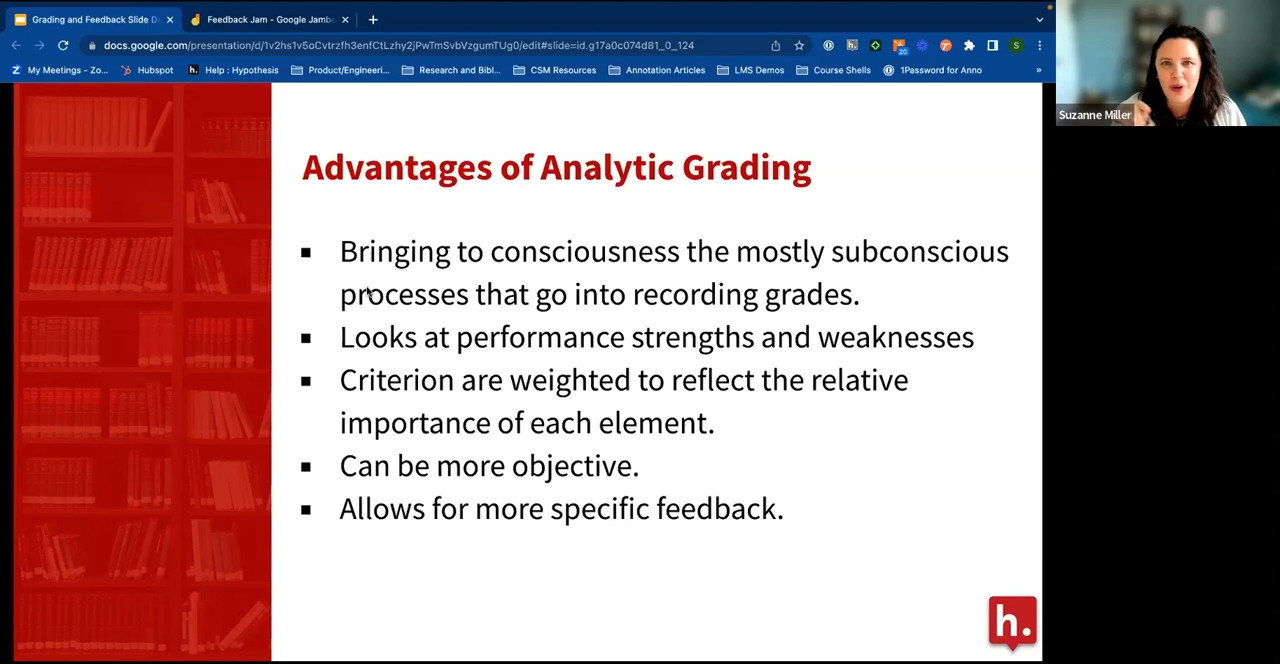 Grading and Feedback Slide D
Feedback Jam - Google Jambo
docs.google.com/presentation/d/1v2hs1v5oCvtrzfh3enfCtLzhy2jPwTmSvbVzgumTUg0/edit#slide=id.g17a0c074d81_0_124
20
S
My Meetings - Zo...
Hubspot
h.
Help : Hypothesis
Product/Engineeri...
Research and Bibl...
CSM Resources
Annotation Articles
LMS Demos
Course Shells
1Password for Anno
»
Suzanne Miller
Advantages of Analytic Grading
▪ Bringing to consciousness the mostly subconscious
processes that go into recording grades.
▪ Looks at performance strengths and weaknesses
▪ Criterion are weighted to reflect the relative
importance of each element.
▪ Can be more objective.
▪ Allows for more specific feedback.
h.